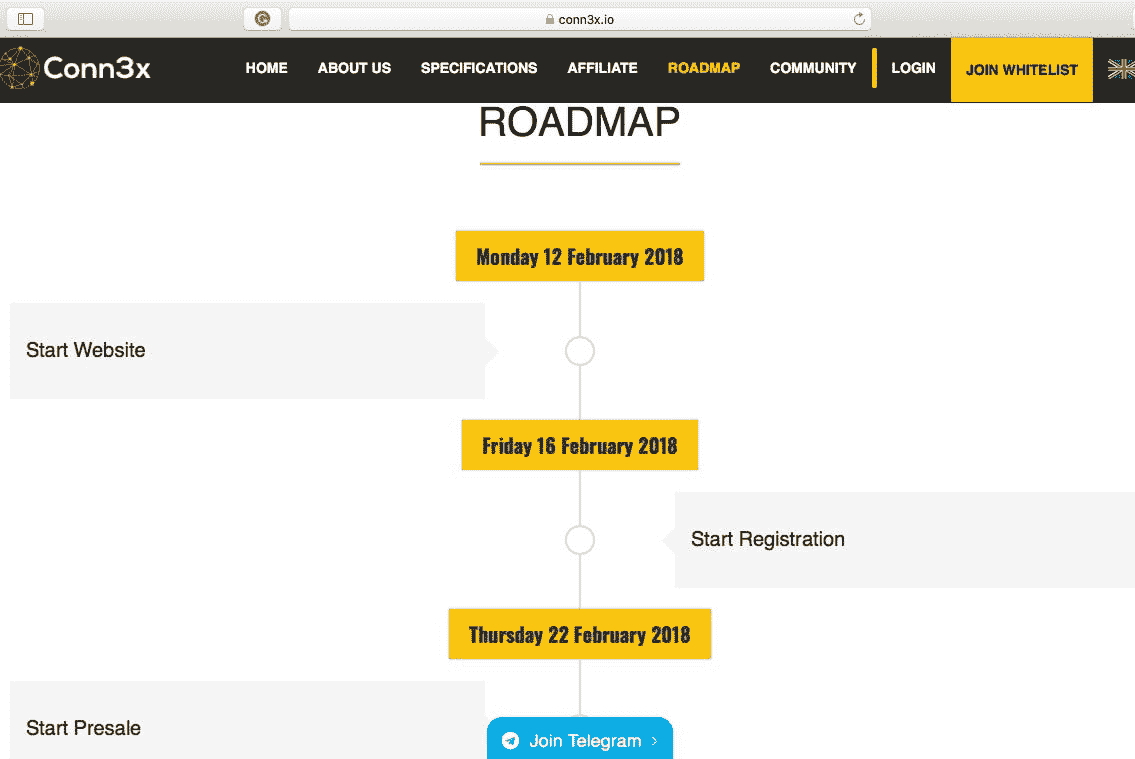 conn3x.io
Conn3x
HOME ABOUT US SPECIFICATIONS AFFILIATE ROADMAP COMMUNITY LOGIN JOIN WHITELIST
ROADMAP
Monday 12 February 2018
Start Website
Friday 16 February 2018
Start Registration
Thursday 22 February 2018
Start Presale
Join Telegram ›